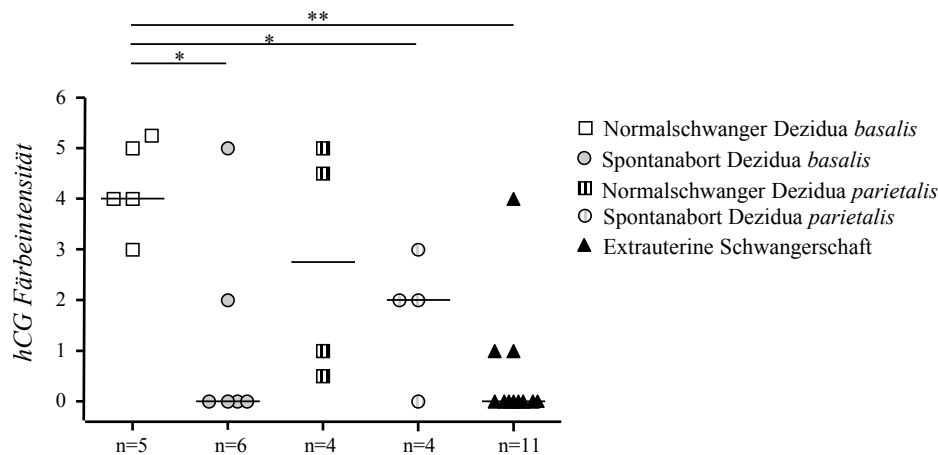 **
*
*
6
5
4
3
2
1
0
hCG Färbeintensität
n=5 n=6 n=4 n=4 n=11
Normalschwanger Dezidua basalis
Spontanabort Dezidua basalis
Normalschwanger Dezidua parietalis
Spontanabort Dezidua parietalis
Extrauterine Schwangerschaft